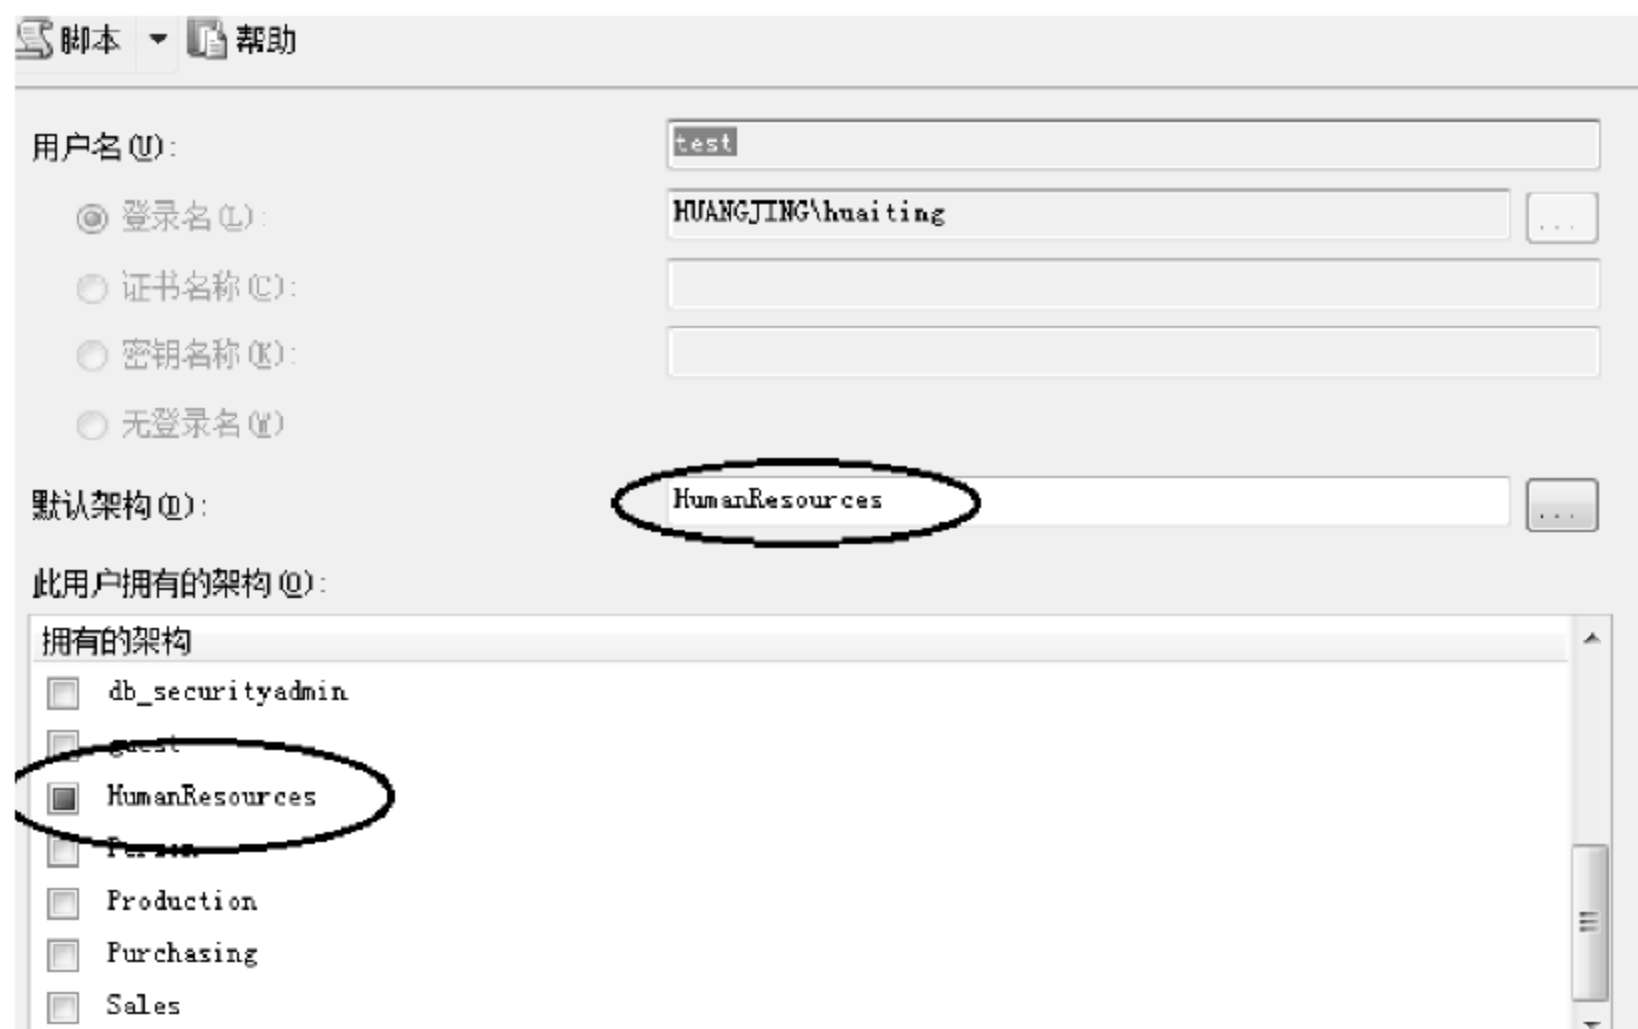 脚本 帮助
用户名(U): test
登录名(L): HUANGJING\huaiting ...
证书名称(C):
密钥名称(K):
无登录名(W)
默认架构(D): HumanResources ...
此用户拥有的架构(O):
拥有的架构
db_securityadmin
guest
HumanResources
Production
Purchasing
Sales